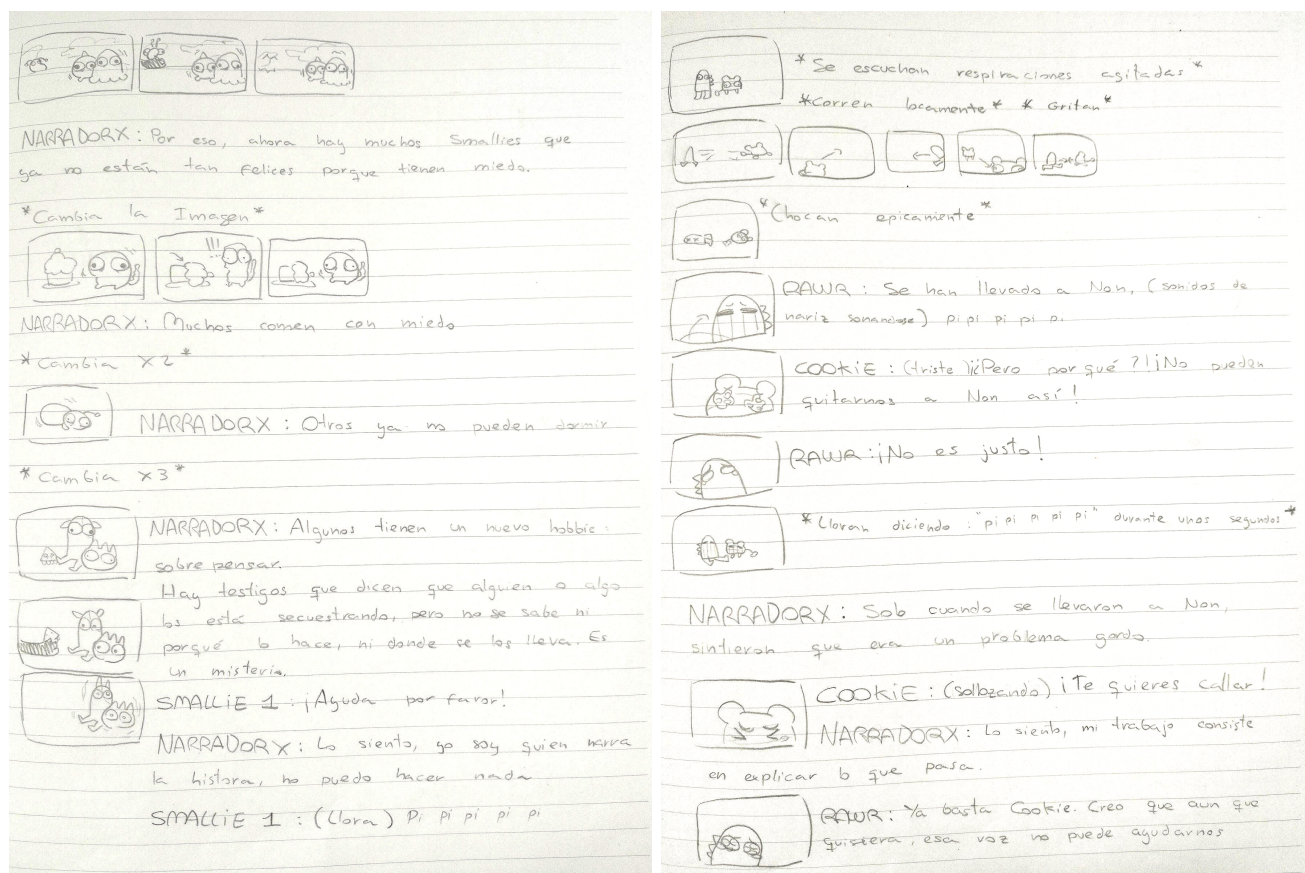 NARRADORX: Por eso, ahora hay muchos Smallies que
ya no están tan felices porque tienen miedo.
*Cambia la Imagen*
!!!
NARRADORX: Muchos comen con miedo
*Cambia x2*
NARRADORX: Otros ya no pueden dormir
*Cambia x3*
NARRADORX: Algunos tienen un nuevo hobbie:
sobre pensar.
Hay testigos que dicen que alguien o algo
los está secuestrando, pero no se sabe ni
porqué lo hace, ni donde se los lleva. Es
un misterio.
SMALLiE 1: ¡Ayuda por favor!
NARRADORX: Lo siento, yo soy quien narra
la histora, no puedo hacer nada
SMALLiE 1: (Llora) Pi pi pi pi pi
*Se escuchan respiraciones agitadas*
*Corren locamente* *Gritan*
*Chocan epicamente*
RAWR: Se han llevado a Non, (sonidos de
nariz sonandose) pi pi pi pi pi.
COOKiE: (triste)¡¿Pero por qué?! ¡No pueden
quitarnos a Non así!
RAWR: ¡No es justo!
*Lloran diciendo: "pi pi pi pi pi" durante unos segundos*
NARRADORX: Solo cuando se llevaron a Non,
sintieron que era un problema gordo.
COOKiE: (sollozando) ¡Te quieres callar!
NARRADORX: Lo siento, mi trabajo consiste
en explicar lo que pasa.
RAWR: Ya basta Cookie. Creo que aun que
quisiera, esa voz no puede ayudarnos